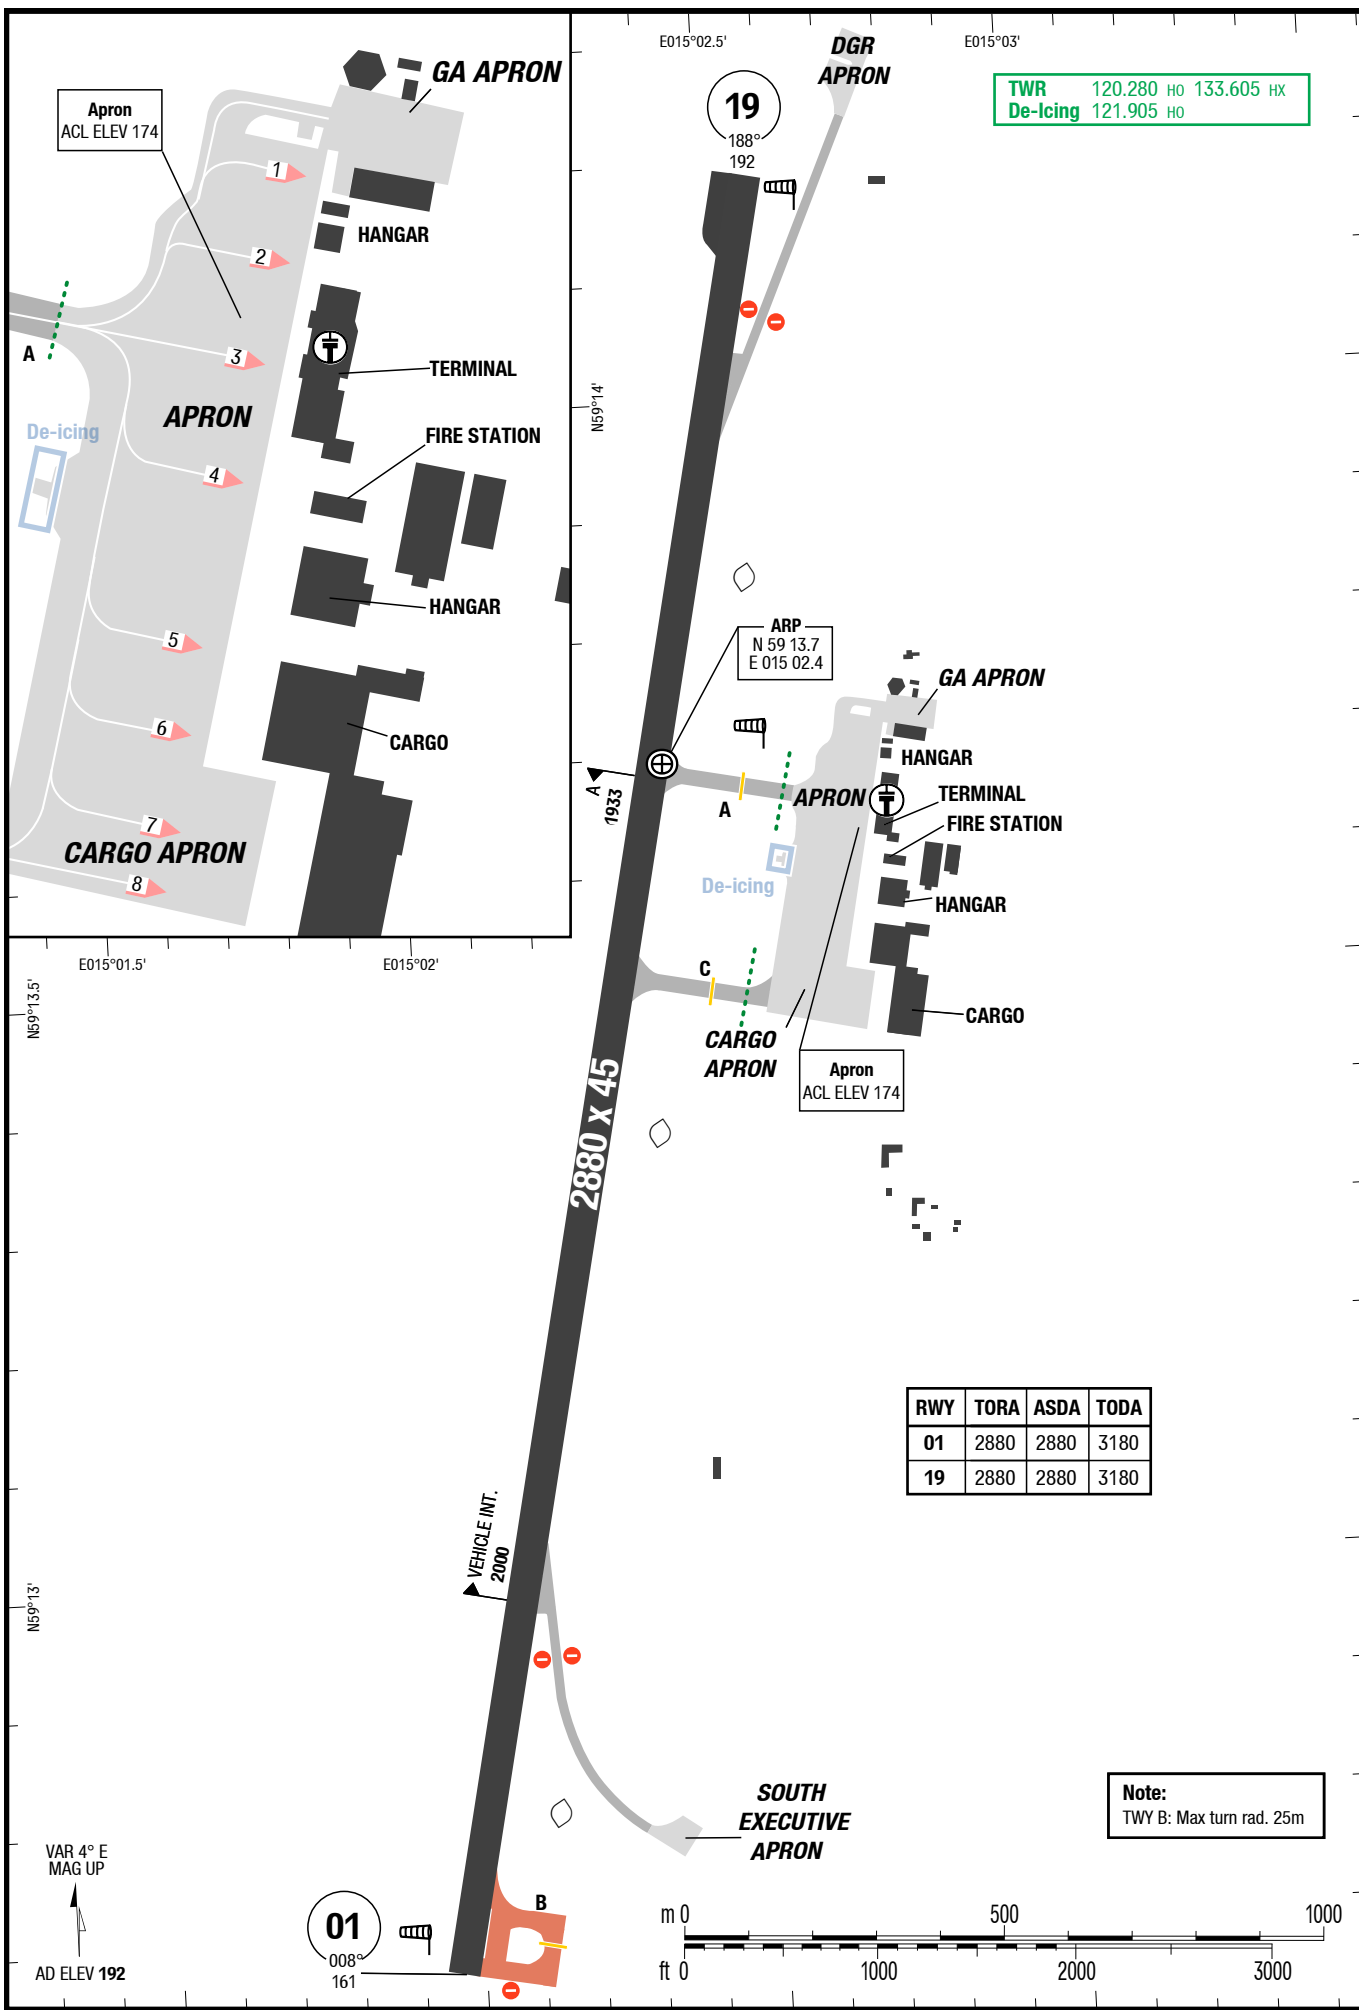 GA APRON
Apron
ACL ELEV 174
1
HANGAR
2
A
3
TERMINAL
APRON
De-icing
FIRE STATION
4
HANGAR
5
6
CARGO
7
CARGO APRON
8
E015°01.5'
E015°02'
E015°02.5'
E015°03'
DGR
APRON
TWR 120.280 HO 133.605 HX
De-Icing 121.905 HO
19
188°
192
N59°14'
ARP
N 59 13.7
E 015 02.4
GA APRON
HANGAR
A
1933
A
APRON
TERMINAL
FIRE STATION
De-icing
HANGAR
C
CARGO
CARGO
APRON
Apron
ACL ELEV 174
N59°13.5'
2880 x 45
RWY TORA ASDA TODA
01 2880 2880 3180
19 2880 2880 3180
VEHICLE INT.
2000
N59°13'
SOUTH
EXECUTIVE
APRON
Note:
TWY B: Max turn rad. 25m
VAR 4° E
MAG UP
AD ELEV 192
01
008°
161
B
m 0 500 1000
ft 0 1000 2000 3000